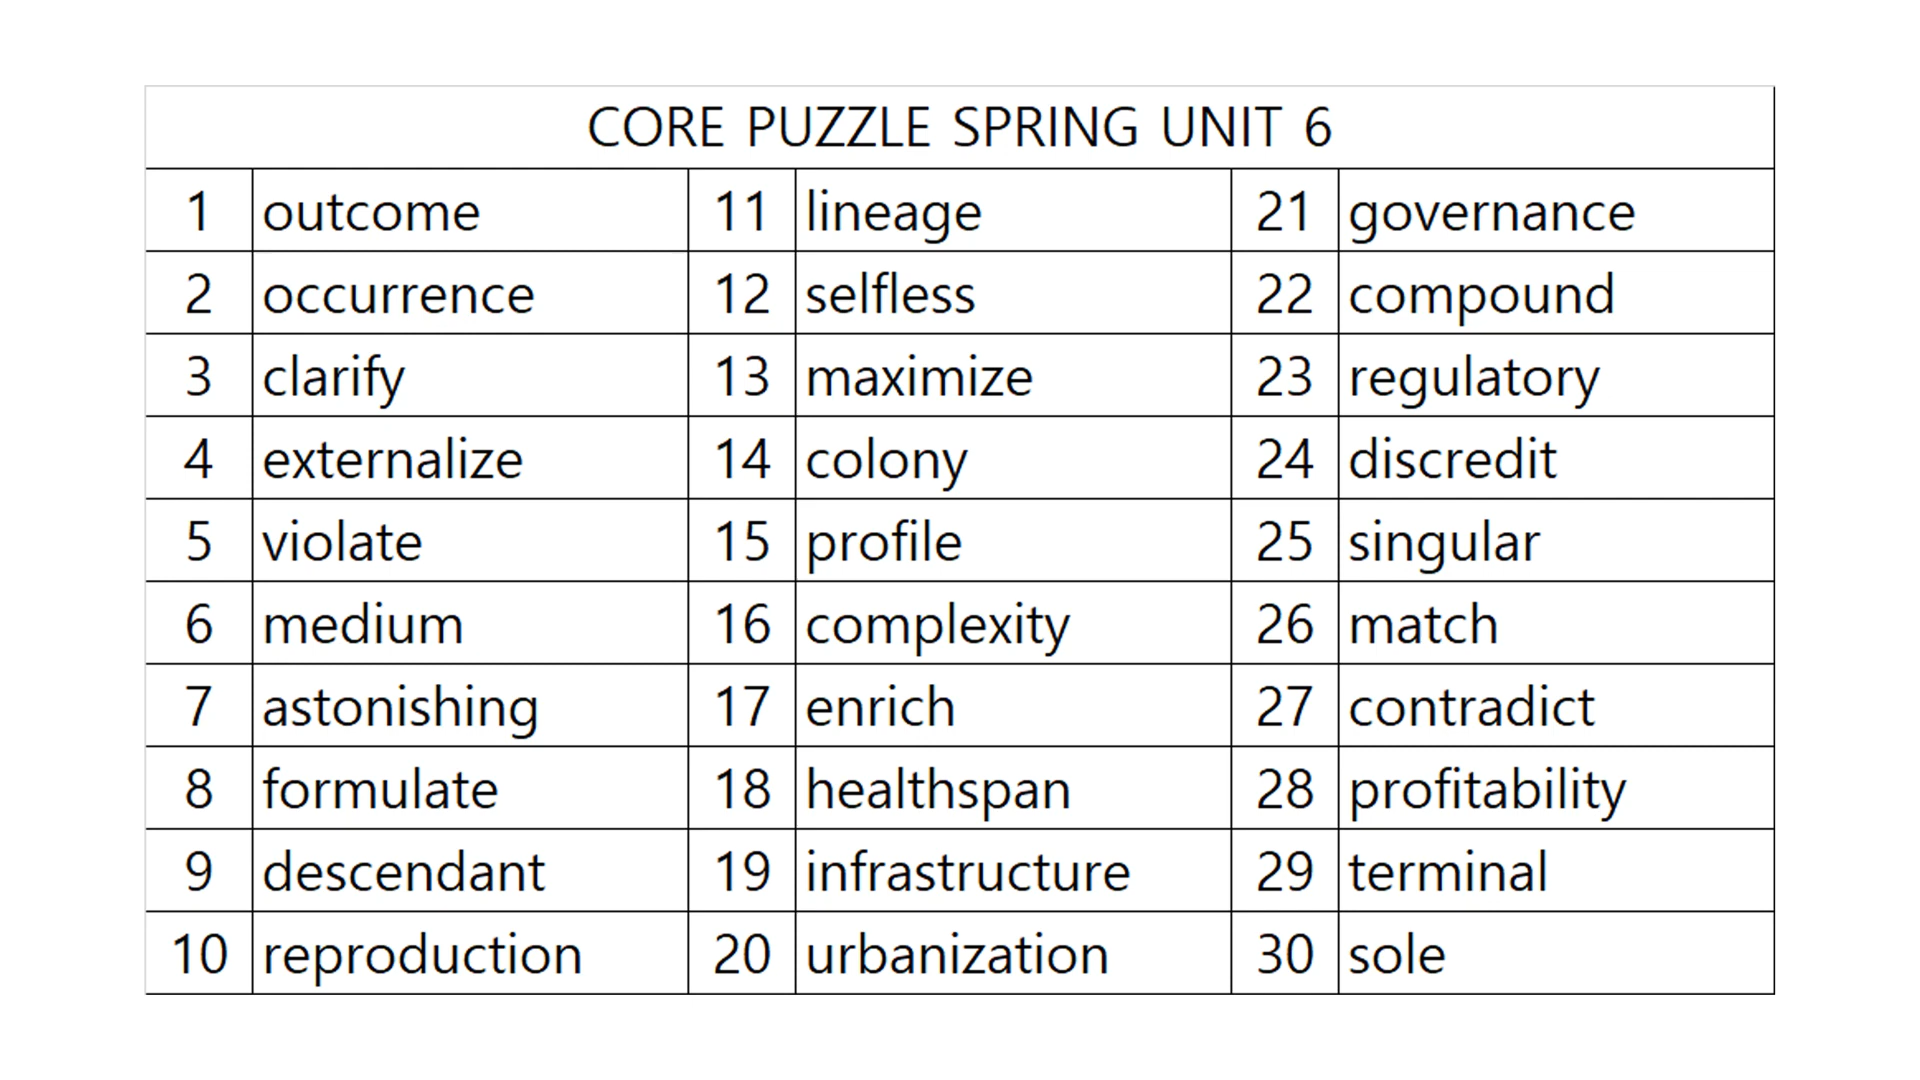 CORE PUZZLE SPRING UNIT 6
1 outcome 11 lineage 21 governance
2 occurrence 12 selfless 22 compound
3 clarify 13 maximize 23 regulatory
4 externalize 14 colony 24 discredit
5 violate 15 profile 25 singular
6 medium 16 complexity 26 match
7 astonishing 17 enrich 27 contradict
8 formulate 18 healthspan 28 profitability
9 descendant 19 infrastructure 29 terminal
10 reproduction 20 urbanization 30 sole